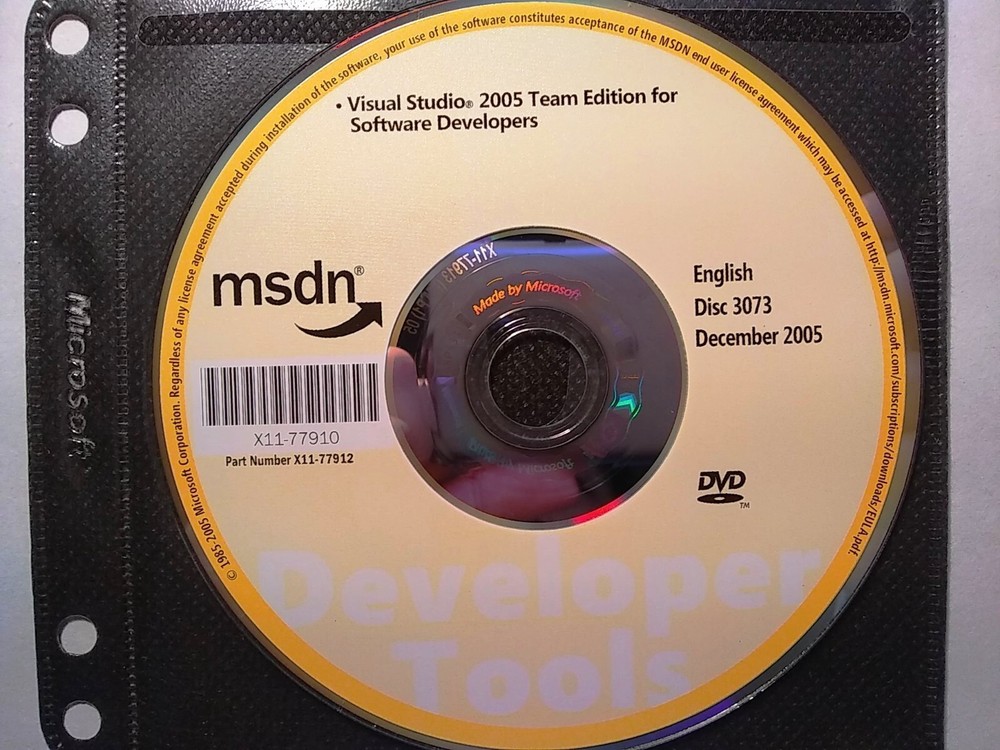 © 1985-2005 Microsoft Corporation. Regardless of any license agreement accepted during installation of the software, your use of the software constitutes acceptance of the MSDN end user license agreement which may be accessed at http://msdn.microsoft.com/subscriptions/downloads/EULA.pdf.
• Visual Studio® 2005 Team Edition for
Software Developers
msdn®
English
Disc 3073
December 2005
X11-77910
Part Number X11-77912
DVD™
Developer
Tools
Made by Microsoft
Microsoft